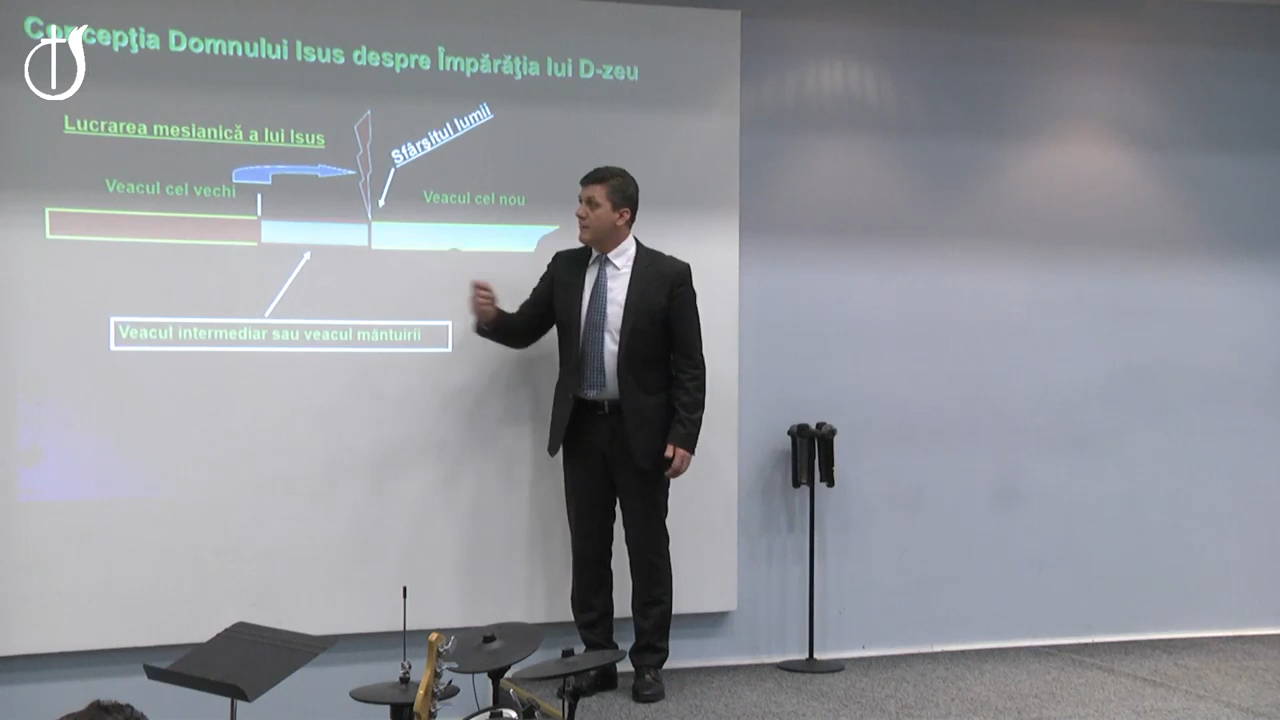 Concepţia Domnului Isus despre Împărăţia lui D-zeu
Lucrarea mesianică a lui Isus
Sfârşitul lumii
Veacul cel vechi
Veacul cel nou
Veacul intermediar sau veacul mântuirii